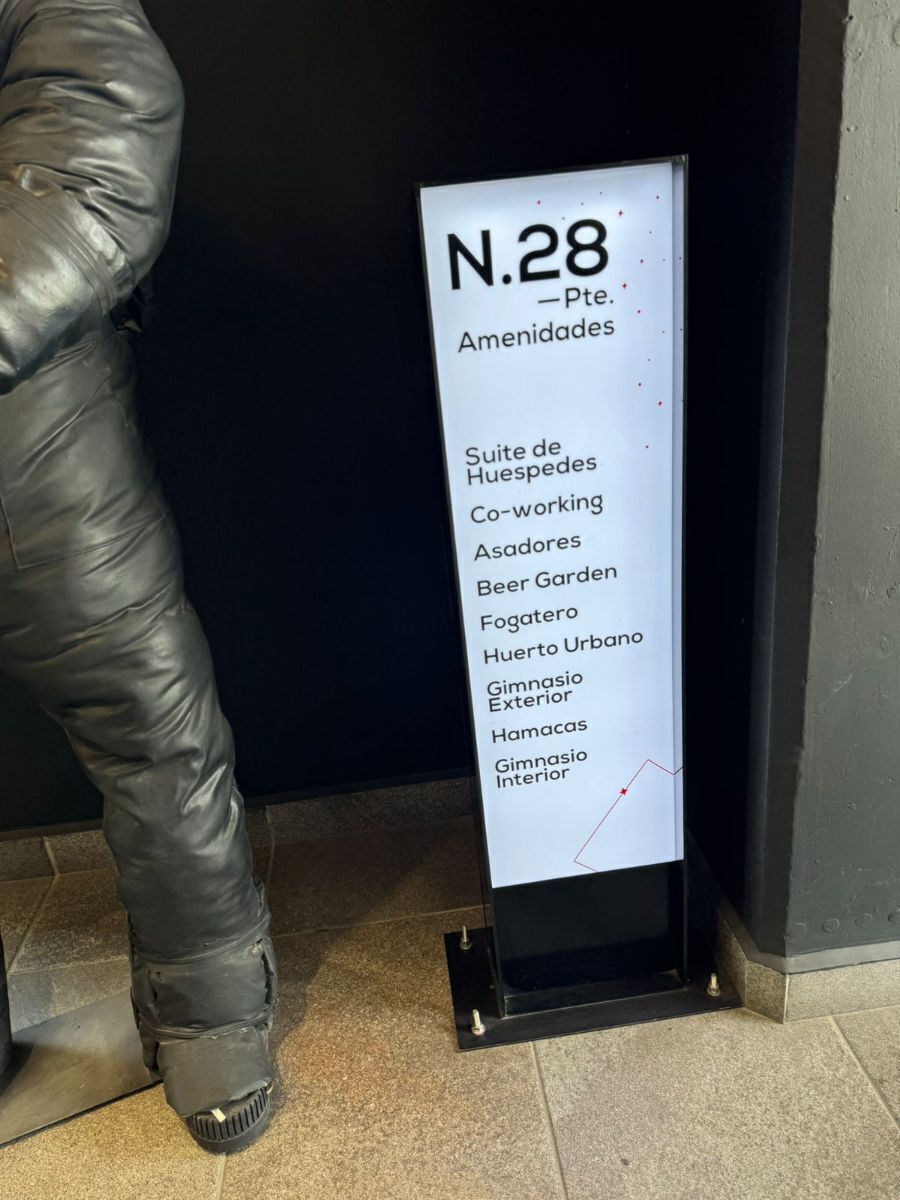 N.28
—Pte.
Amenidades
Suite de
Huespedes
Co-working
Asadores
Beer Garden
Fogatero
Huerto Urbano
Gimnasio
Exterior
Hamacas
Gimnasio
Interior